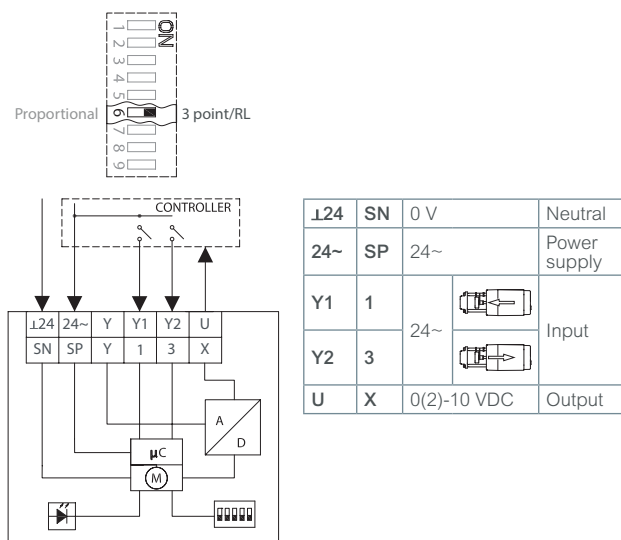 1
ON
2
3
4
5
Proportional 6 3 point/RL
7
8
9
CONTROLLER
⊥24 24~ Y Y1 Y2 U
SN SP Y 1 3 X
A
D
µC
M
⊥24 SN 0 V Neutral
24~ SP 24~ Power
supply
Y1 1
24~ Input
Y2 3
U X 0(2)-10 VDC Output